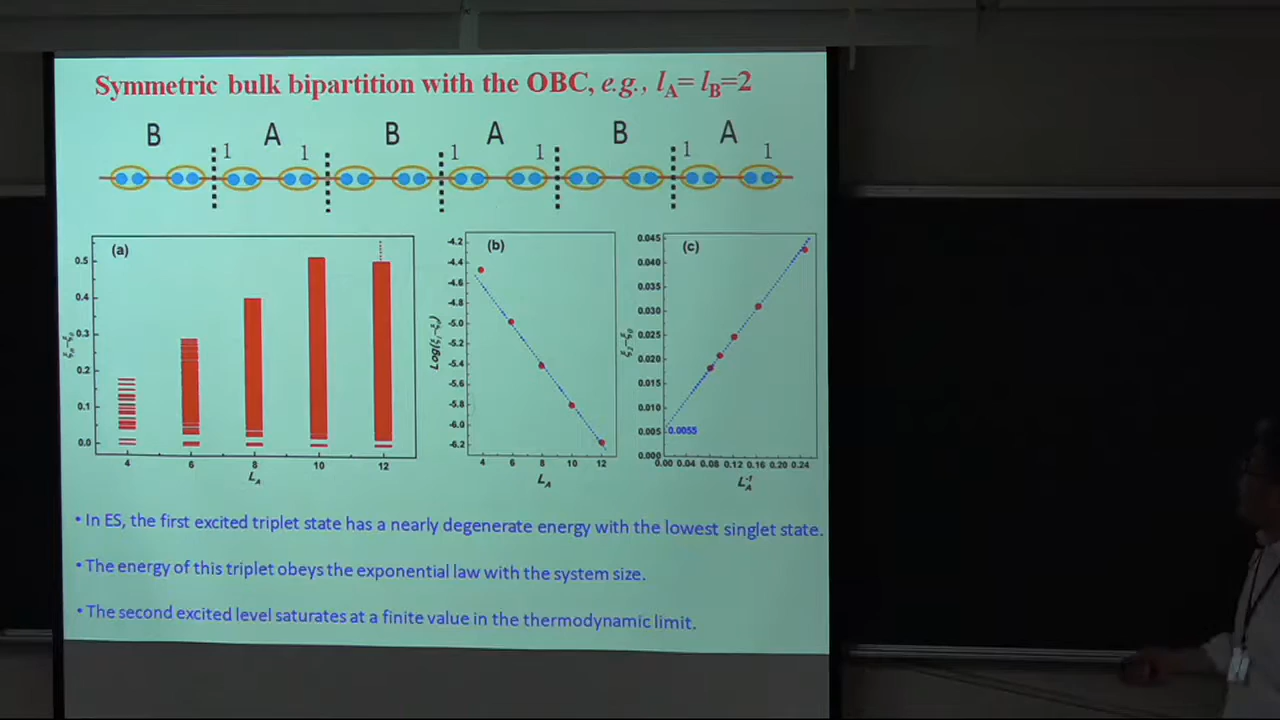 Symmetric bulk bipartition with the OBC, e.g., lA= lB=2
B A B A B A
1 1 1 1 1 1
(a)
0.5
0.4
0.3
0.2
0.1
0.0
4 6 8 10 12
LA
(b)
-4.2
-4.4
-4.6
-4.8
-5.0
-5.2
-5.4
-5.6
-5.8
-6.0
-6.2
4 6 8 10 12
LA
(c)
0.045
0.040
0.035
0.030
0.025
0.020
0.015
0.010
0.005
0.000
0.0055
0.00 0.04 0.08 0.12 0.16 0.20 0.24
LA-1
• In ES, the first excited triplet state has a nearly degenerate energy with the lowest singlet state.
• The energy of this triplet obeys the exponential law with the system size.
• The second excited level saturates at a finite value in the thermodynamic limit.